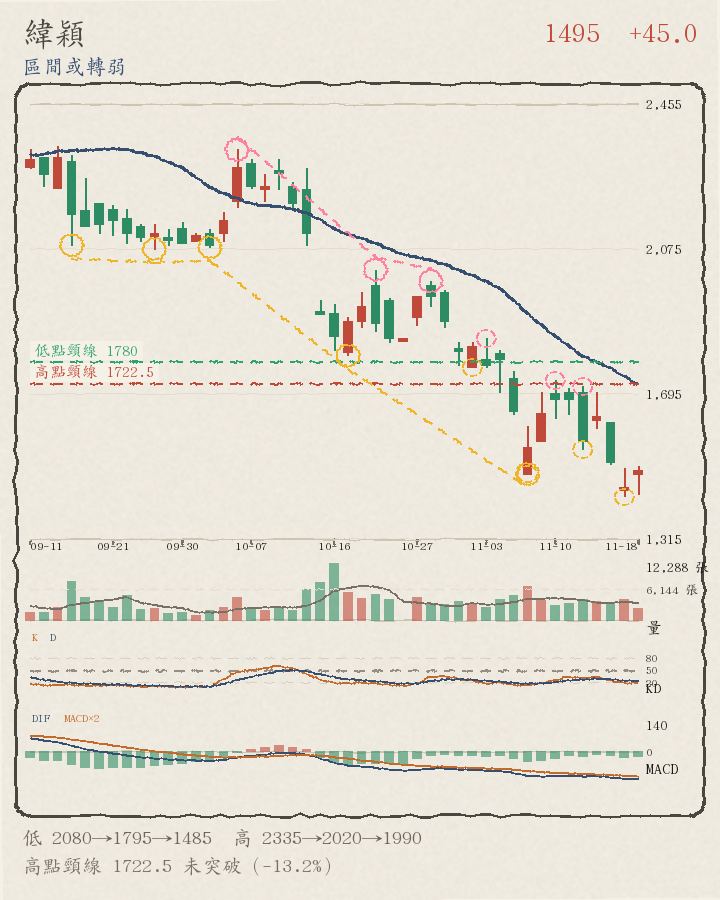 緯穎
1495 +45.0
區間或轉弱
2,455
2,075
低點頸線 1780
高點頸線 1722.5
1,695
1,315
09-11 09-21 09-30 10-07 10-16 10-27 11-03 11-10 11-18
12,288 張
6,144 張
量
K D
80
50
KD
DIF MACD×2
140
0
MACD
低 2080→1795→1485 高 2335→2020→1990
高點頸線 1722.5 未突破 (-13.2%)